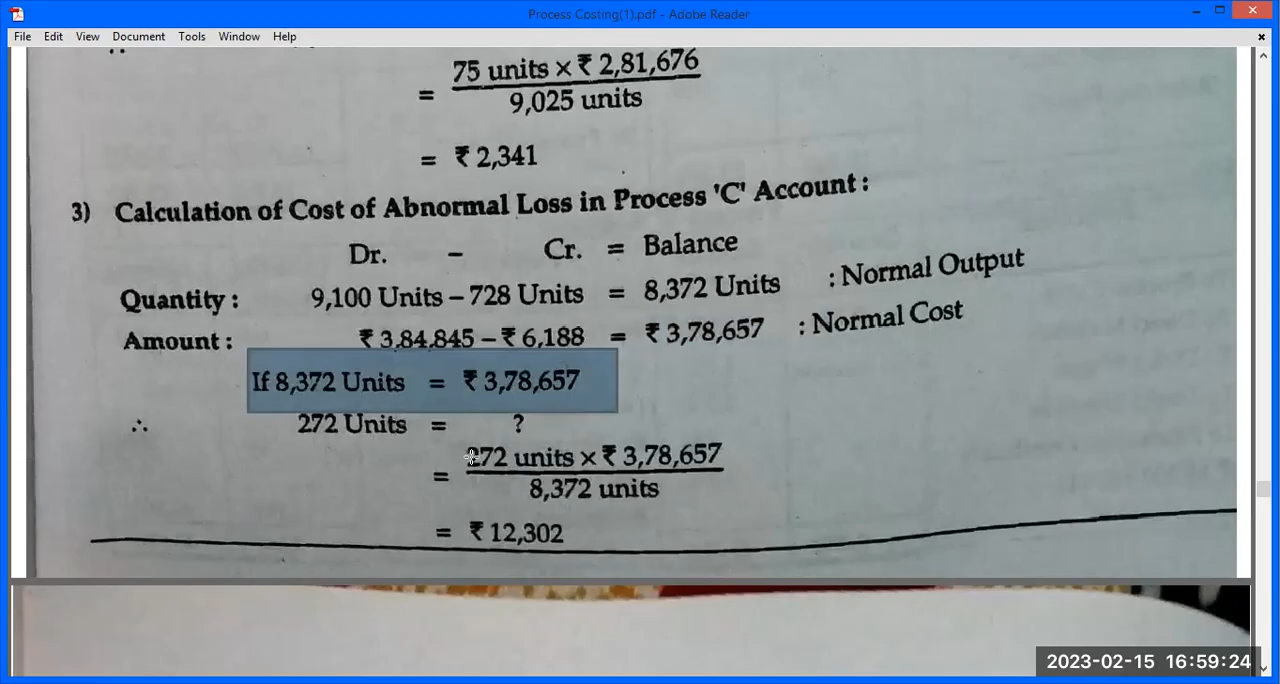 Process Costing(1).pdf - Adobe Reader
File Edit View Document Tools Window Help
75 units × ₹ 2,81,676
=
9,025 units
= ₹ 2,341
3) Calculation of Cost of Abnormal Loss in Process 'C' Account :
Dr. – Cr. = Balance
Quantity : 9,100 Units – 728 Units = 8,372 Units : Normal Output
Amount : ₹ 3,84,845 – ₹ 6,188 = ₹ 3,78,657 : Normal Cost
If 8,372 Units = ₹ 3,78,657
∴ 272 Units = ?
272 units × ₹ 3,78,657
=
8,372 units
= ₹ 12,302
2023-02-15 16:59:24